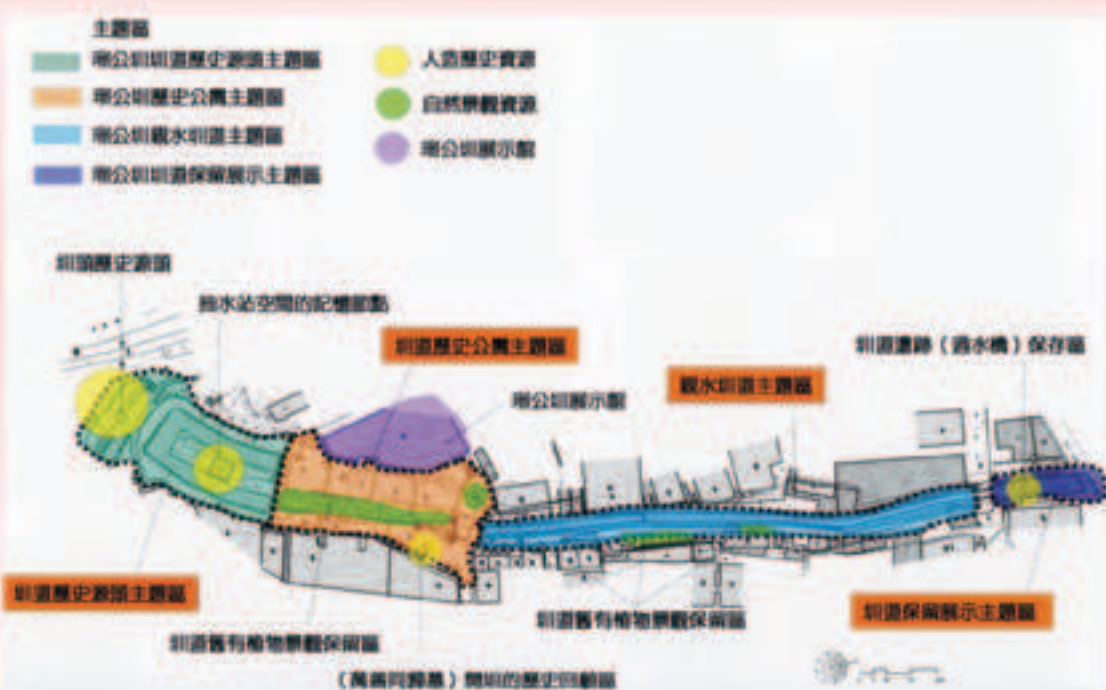 主題區
瑠公圳圳道歷史源頭主題區
瑠公圳歷史公園主題區
瑠公圳親水圳道主題區
瑠公圳圳道保留展示主題區
人造歷史資源
自然景觀資源
瑠公圳展示館
圳頭歷史源頭
抽水站空間的記憶節點
圳道歷史公園主題區
瑠公圳展示館
親水圳道主題區
圳道遺跡（過水橋）保存區
圳道歷史源頭主題區
圳道舊有植物景觀保留區
（萬善同歸墓）開圳的歷史回顧區
圳道舊有植物景觀保留區
圳道保留展示主題區